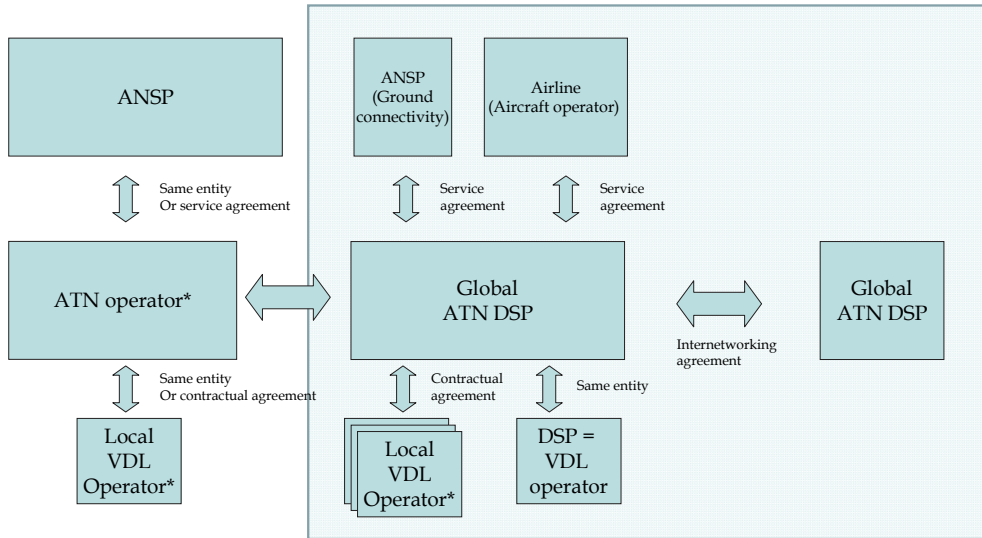 ANSP
ANSP
(Ground
connectivity)
Airline
(Aircraft operator)
Same entity
Or service agreement
Service
agreement
Service
agreement
ATN operator*
Global
ATN DSP
Internetworking
agreement
Global
ATN DSP
Same entity
Or contractual agreement
Contractual
agreement
Same entity
Local
VDL
Operator*
Local
VDL
Operator*
DSP =
VDL
operator